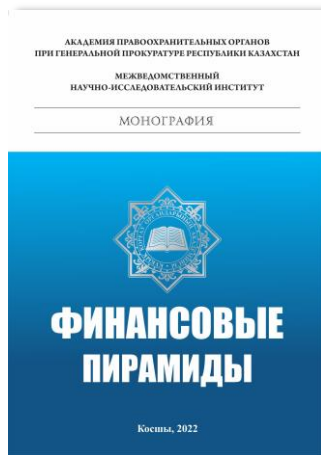 АКАДЕМИЯ ПРАВООХРАНИТЕЛЬНЫХ ОРГАНОВ
ПРИ ГЕНЕРАЛЬНОЙ ПРОКУРАТУРЕ РЕСПУБЛИКИ КАЗАХСТАН
МЕЖВЕДОМСТВЕННЫЙ
НАУЧНО-ИССЛЕДОВАТЕЛЬСКИЙ ИНСТИТУТ
МОНОГРАФИЯ
ФИНАНСОВЫЕ
ПИРАМИДЫ
Косшы, 2022